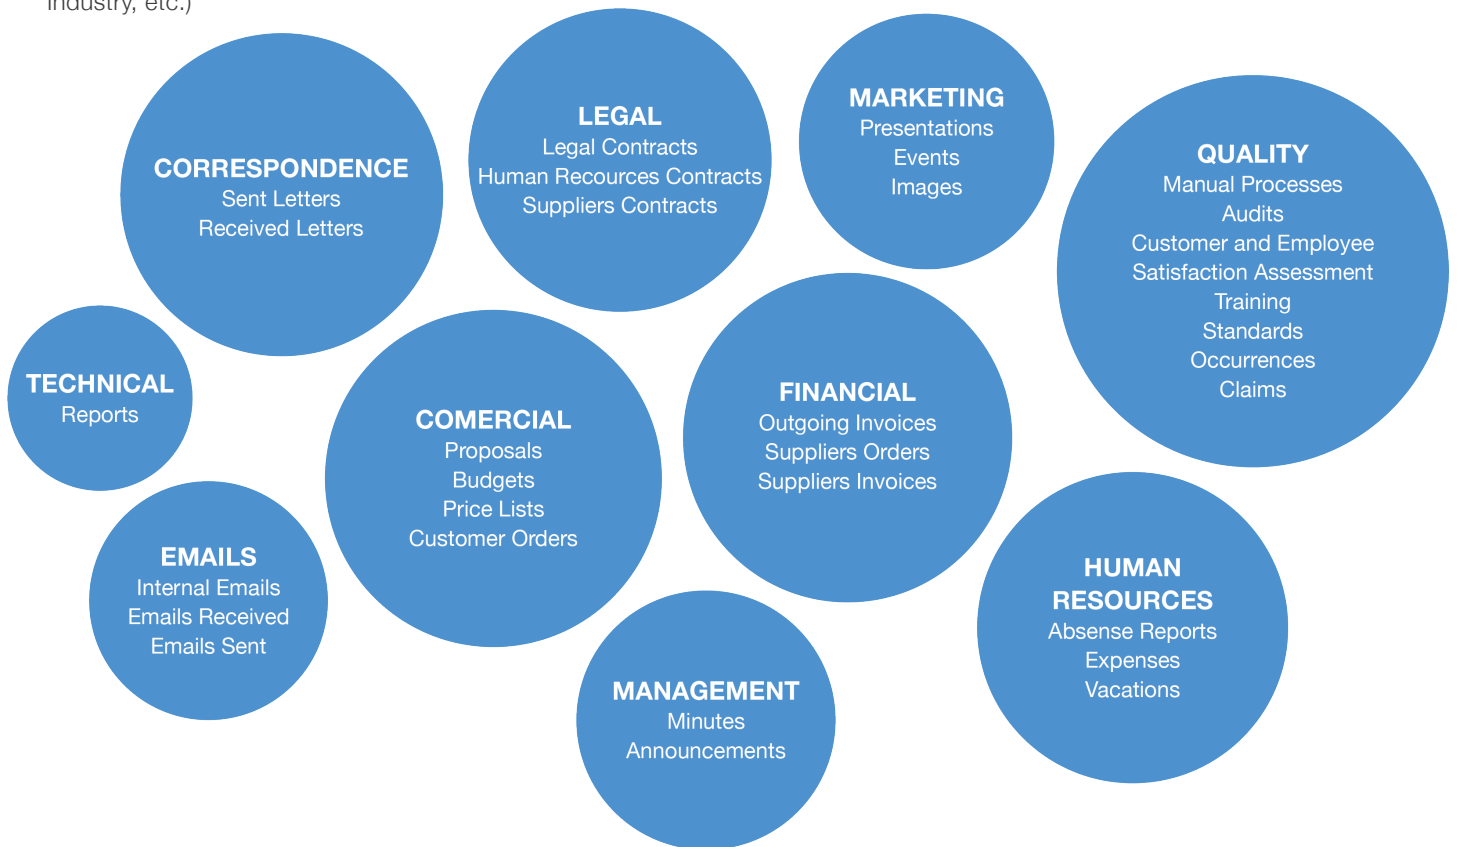 industry, etc.)
CORRESPONDENCE
Sent Letters
Received Letters
LEGAL
Legal Contracts
Human Recources Contracts
Suppliers Contracts
MARKETING
Presentations
Events
Images
QUALITY
Manual Processes
Audits
Customer and Employee
Satisfaction Assessment
Training
Standards
Occurrences
Claims
TECHNICAL
Reports
COMERCIAL
Proposals
Budgets
Price Lists
Customer Orders
FINANCIAL
Outgoing Invoices
Suppliers Orders
Suppliers Invoices
EMAILS
Internal Emails
Emails Received
Emails Sent
HUMAN
RESOURCES
Absense Reports
Expenses
Vacations
MANAGEMENT
Minutes
Announcements